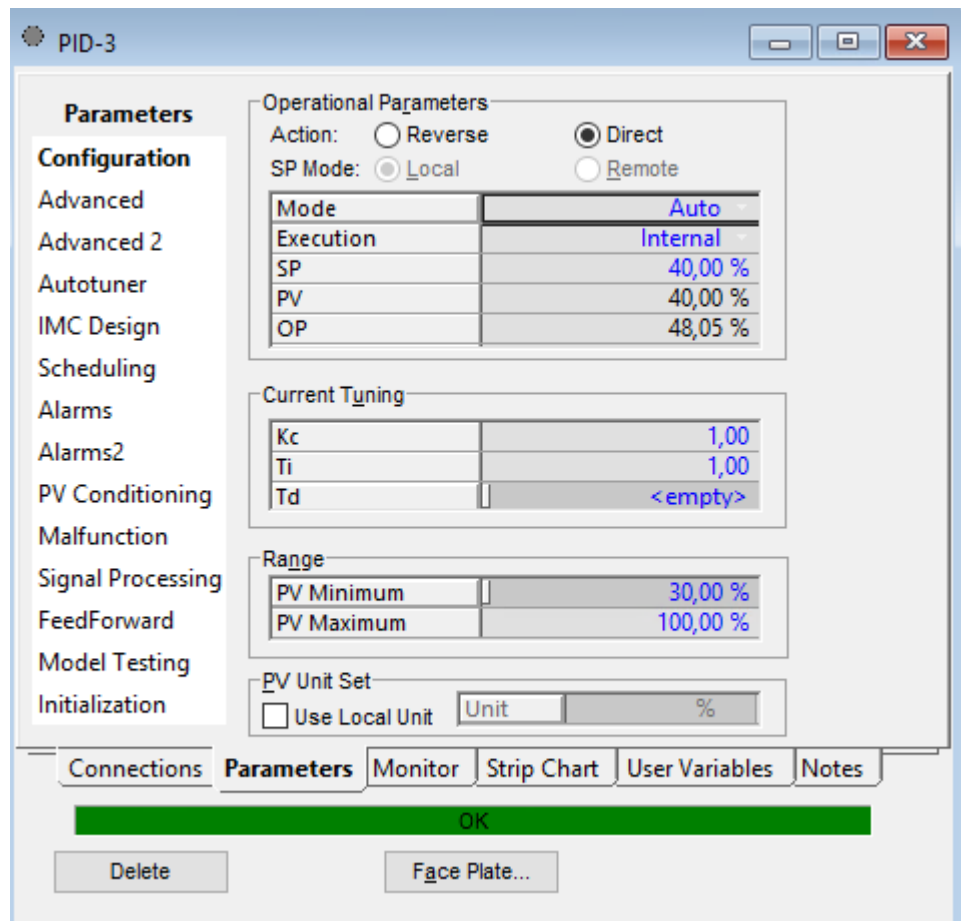 PID-3
Parameters
Configuration
Advanced
Advanced 2
Autotuner
IMC Design
Scheduling
Alarms
Alarms2
PV Conditioning
Malfunction
Signal Processing
FeedForward
Model Testing
Initialization
Operational Parameters
Action: Reverse Direct
SP Mode: Local Remote
Mode Auto
Execution Internal
SP 40,00 %
PV 40,00 %
OP 48,05 %
Current Tuning
Kc 1,00
Ti 1,00
Td <empty>
Range
PV Minimum 30,00 %
PV Maximum 100,00 %
PV Unit Set
Use Local Unit Unit %
Connections Parameters Monitor Strip Chart User Variables Notes
OK
Delete Face Plate...